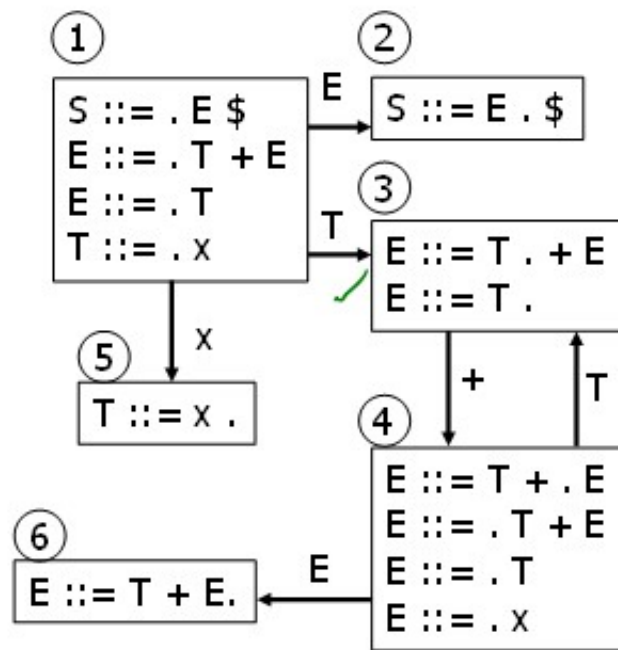 1
S ::= . E $
E ::= . T + E
E ::= . T
T ::= . x
E
2
S ::= E . $
T
3
E ::= T . + E
E ::= T .
x
5
T ::= x .
+
T
4
E ::= T + . E
E ::= . T + E
E ::= . T
E ::= . x
E
6
E ::= T + E.